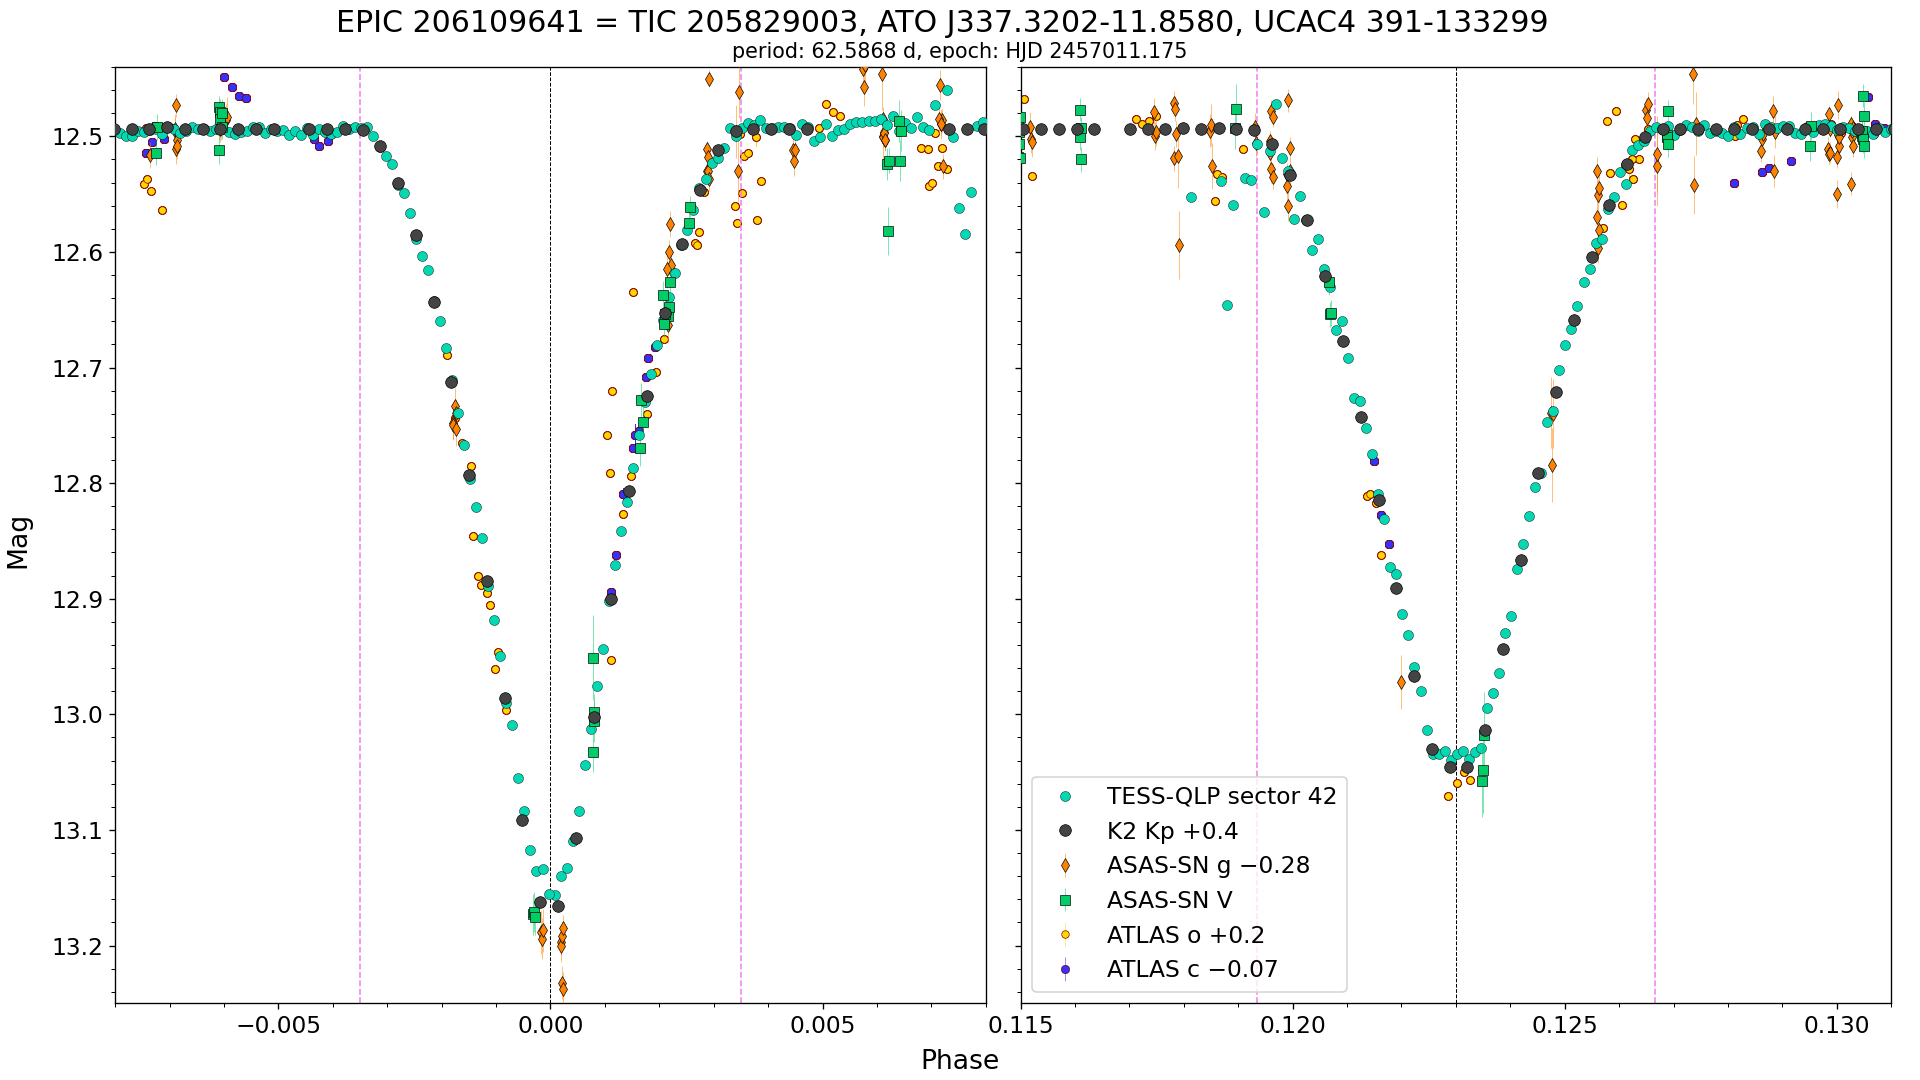 EPIC 206109641 = TIC 205829003, ATO J337.3202-11.8580, UCAC4 391-133299
period: 62.5868 d, epoch: HJD 2457011.175
Mag
12.5
12.6
12.7
12.8
12.9
13.0
13.1
13.2
−0.005
0.000
0.005
0.115
0.120
0.125
0.130
Phase
TESS-QLP sector 42
K2 Kp +0.4
ASAS-SN g −0.28
ASAS-SN V
ATLAS o +0.2
ATLAS c −0.07